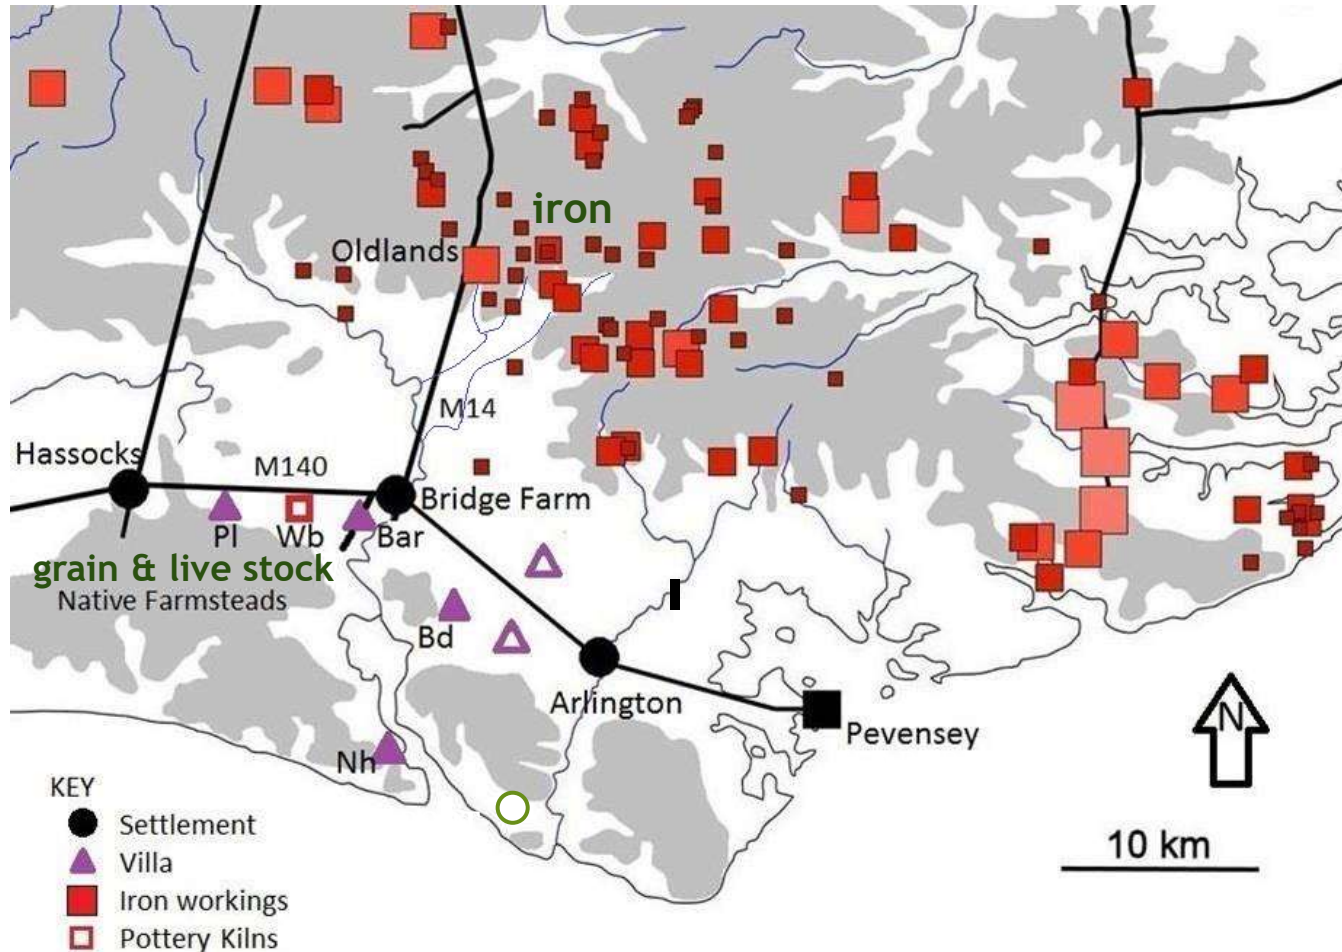 iron
Oldlands
M14
Hassocks
M140
Bridge Farm
Pl
Wb
Bar
grain & live stock
Native Farmsteads
Bd
Arlington
Pevensey
N
Nh
KEY
Settlement
Villa
Iron workings
Pottery Kilns
10 km